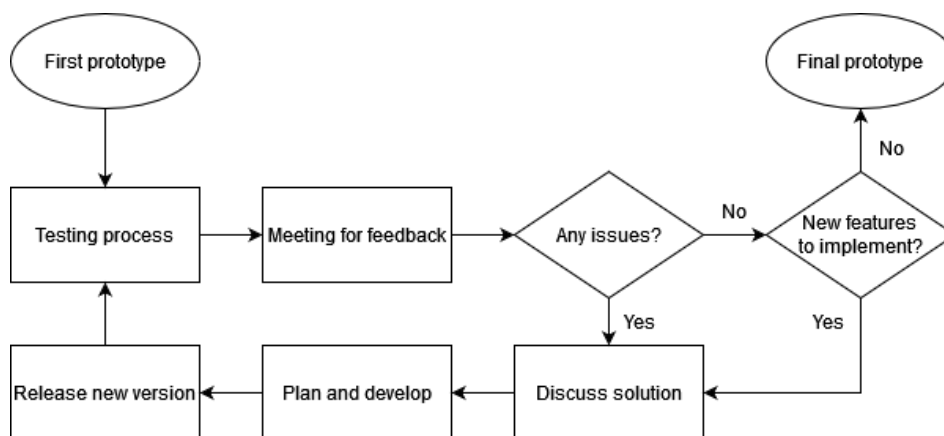 First prototype
Final prototype
No
Testing process
Meeting for feedback
Any issues?
No
New features
to implement?
Yes
Yes
Release new version
Plan and develop
Discuss solution